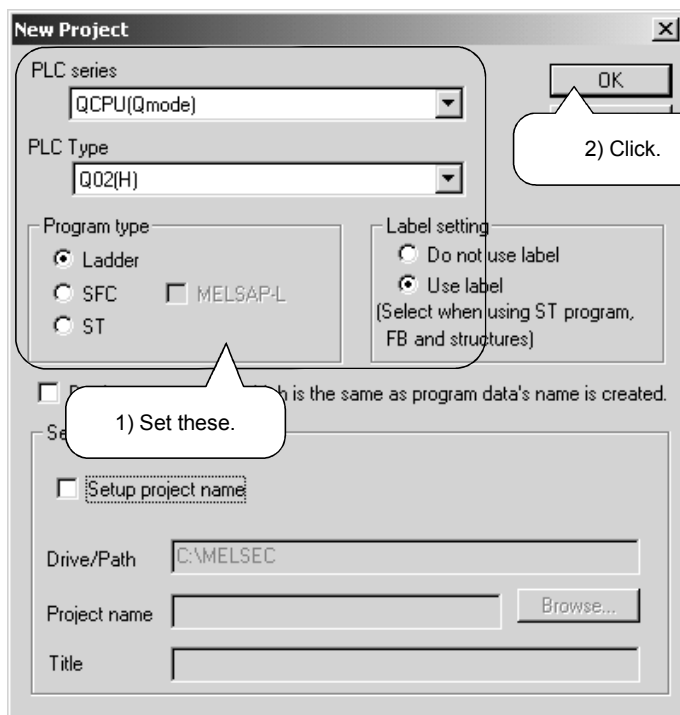 New Project
PLC series
QCPU(Qmode)
OK
PLC Type
Q02(H)
2) Click.
Program type
Ladder
SFC
MELSAP-L
ST
Label setting
Do not use label
Use label
(Select when using ST program,
FB and structures)
is the same as program data's name is created.
1) Set these.
Setup project name
Drive/Path
C:\MELSEC
Project name
Browse...
Title